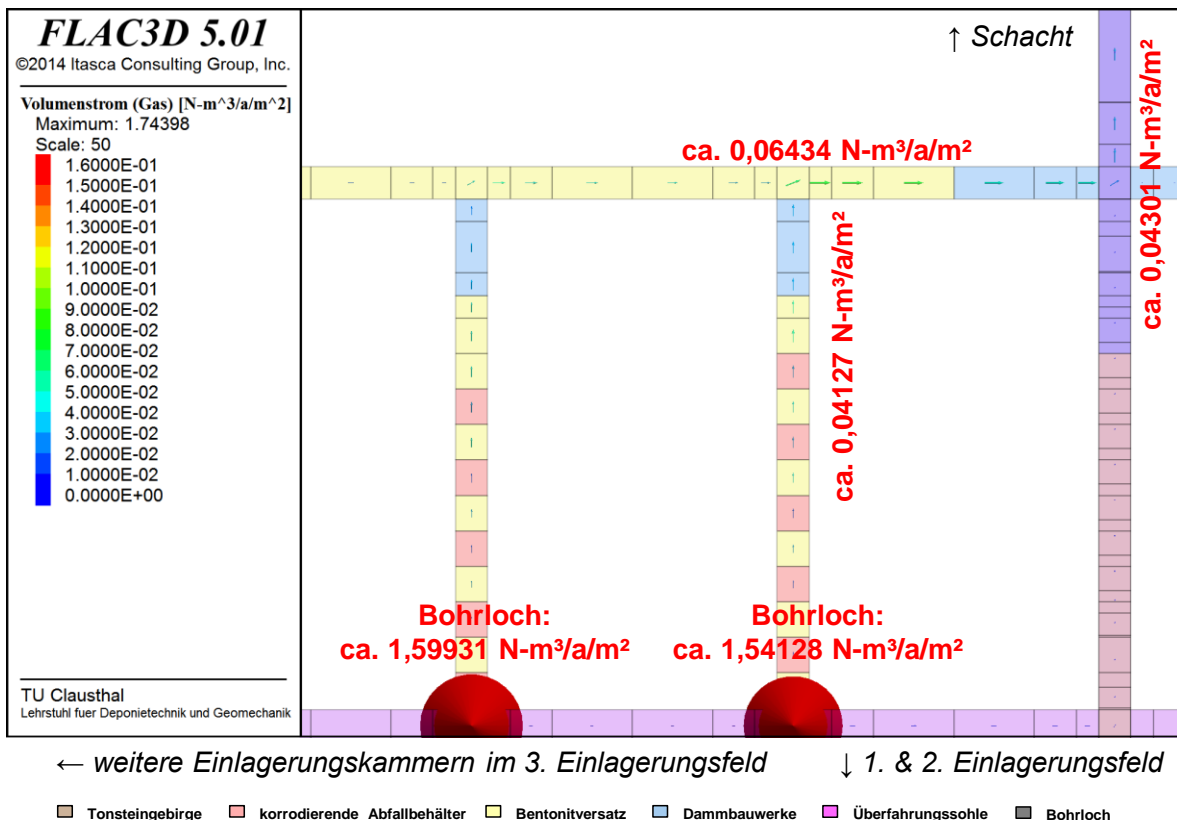 FLAC3D 5.01
©2014 Itasca Consulting Group, Inc.
Volumenstrom (Gas) [N-m^3/a/m^2]
Maximum: 1.74398
Scale: 50
1.6000E-01
1.5000E-01
1.4000E-01
1.3000E-01
1.2000E-01
1.1000E-01
1.0000E-01
9.0000E-02
8.0000E-02
7.0000E-02
6.0000E-02
5.0000E-02
4.0000E-02
3.0000E-02
2.0000E-02
1.0000E-02
0.0000E+00
TU Clausthal
Lehrstuhl fuer Deponietechnik und Geomechanik
↑ Schacht
ca. 0,06434 N-m³/a/m²
ca. 0,04301 N-m³/a/m²
ca. 0,04127 N-m³/a/m²
Bohrloch:
ca. 1,59931 N-m³/a/m²
Bohrloch:
ca. 1,54128 N-m³/a/m²
← weitere Einlagerungskammern im 3. Einlagerungsfeld
↓ 1. & 2. Einlagerungsfeld
Tonsteingebirge korrodierende Abfallbehälter Bentonitversatz Dammbauwerke Überfahrungssohle Bohrloch